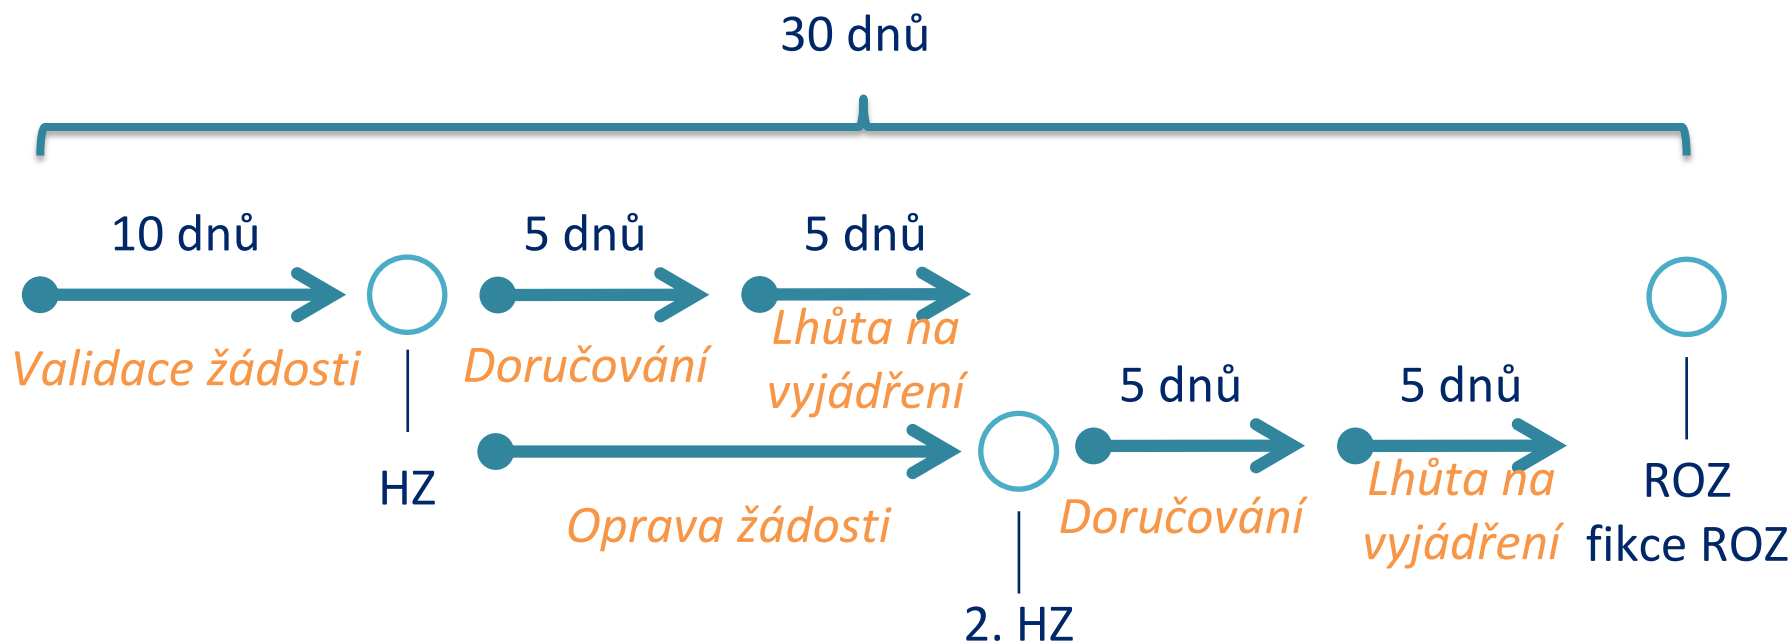 30 dnů
10 dnů
5 dnů
5 dnů
Validace žádosti
Doručování
Lhůta na
vyjádření
HZ
5 dnů
5 dnů
Oprava žádosti
Doručování
Lhůta na
vyjádření
ROZ
fikce ROZ
2. HZ